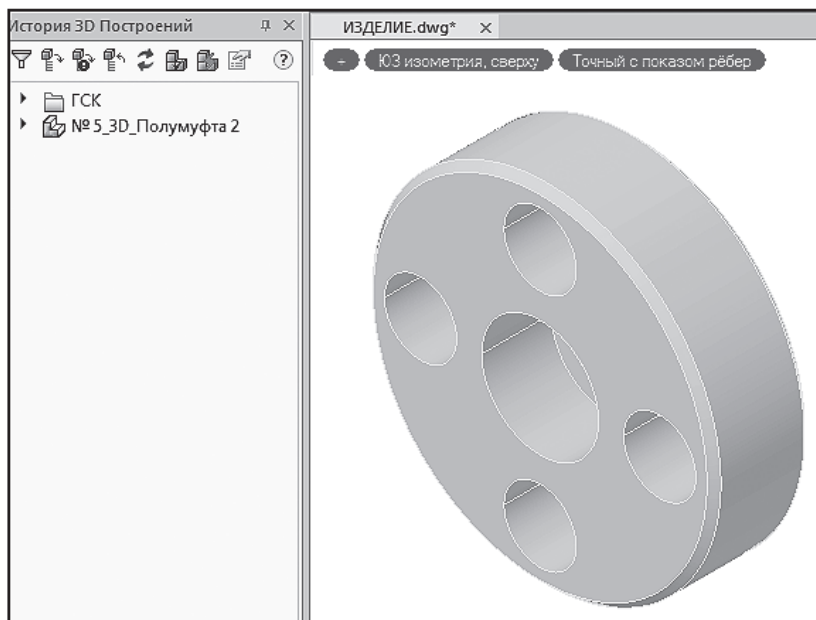 История 3D Построений
ИЗДЕЛИЕ.dwg*
- ЮЗ изометрия, сверху Точный с показом рёбер
ГСК
№ 5_3D_Полумуфта 2